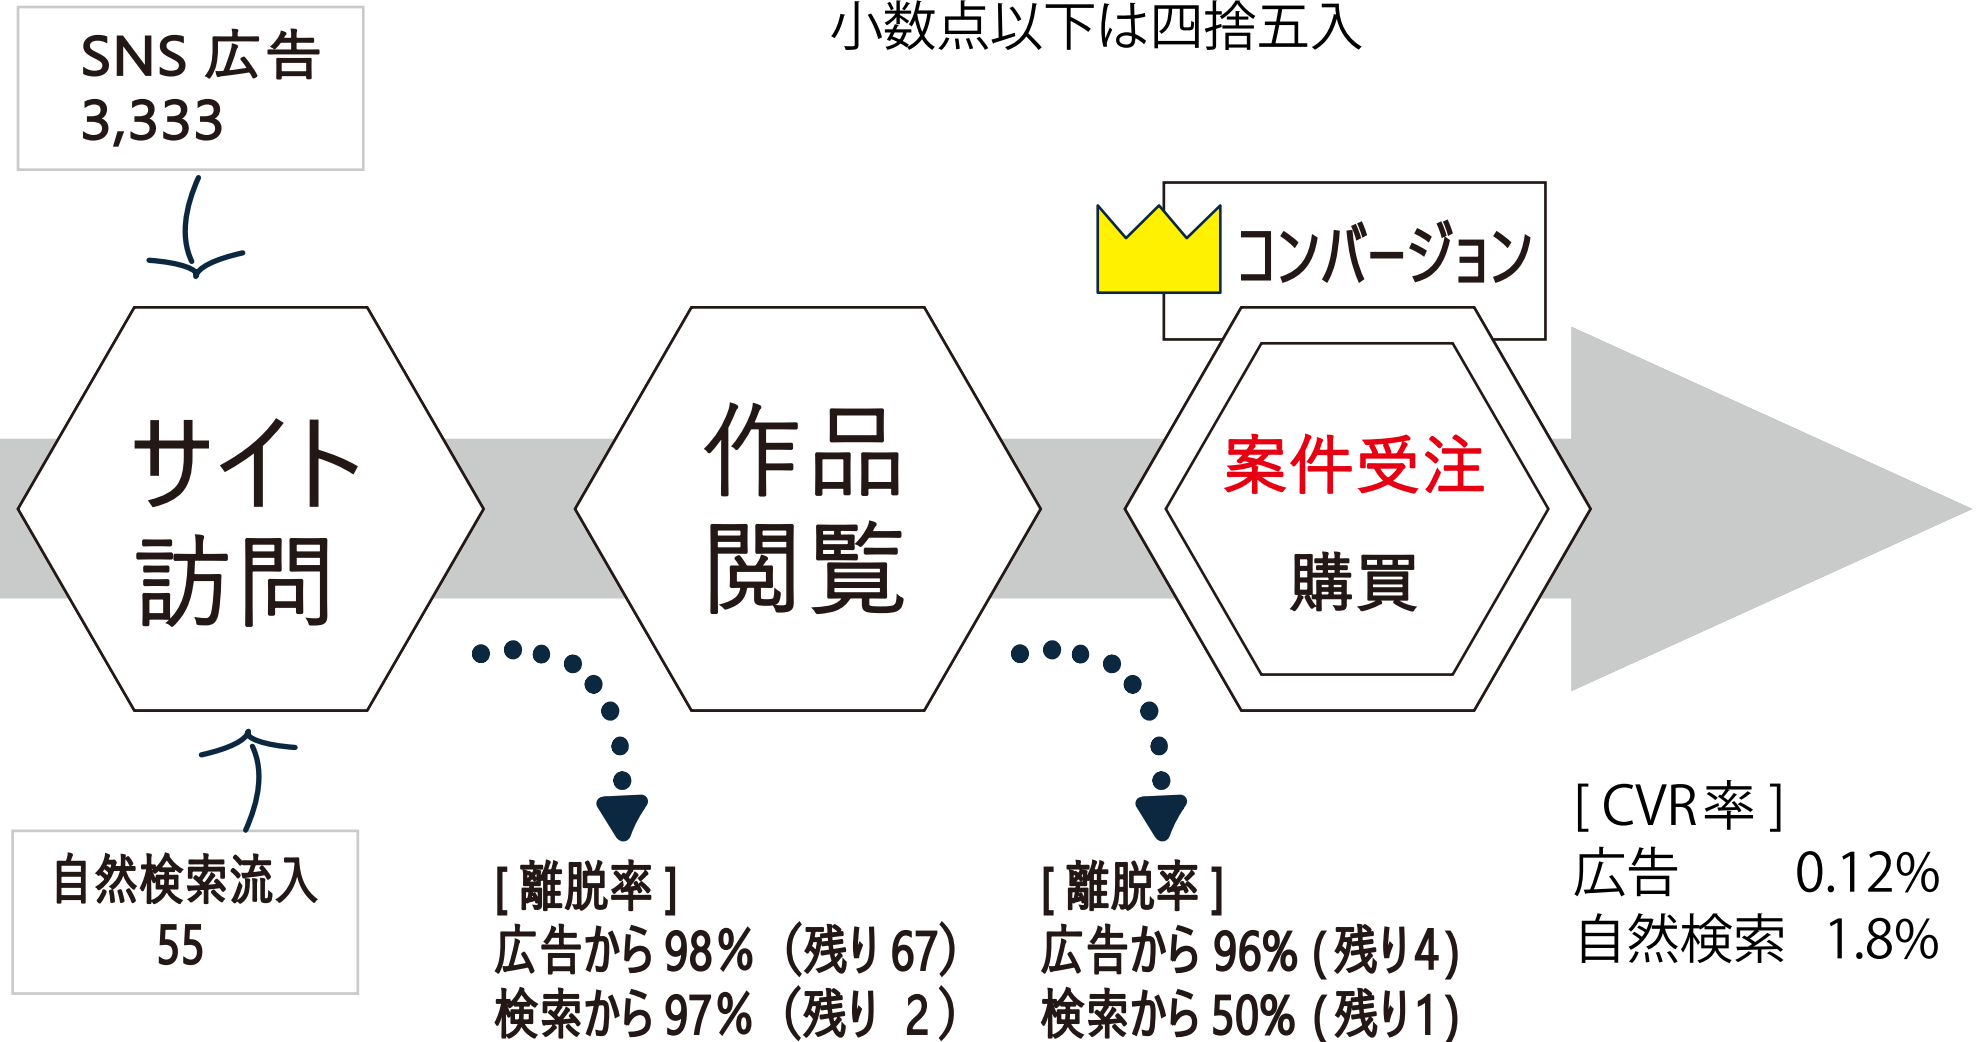 小数点以下は四捨五入
SNS 広告
3,333
コンバージョン
サイト
訪問
作品
閲覧
案件受注
購買
自然検索流入
55
[ 離脱率 ]
広告から 98％（残り 67）
検索から 97％（残り 2 ）
[ 離脱率 ]
広告から 96% ( 残り4 )
検索から 50% ( 残り1 )
[ CVR 率 ]
広告 0.12%
自然検索 1.8%